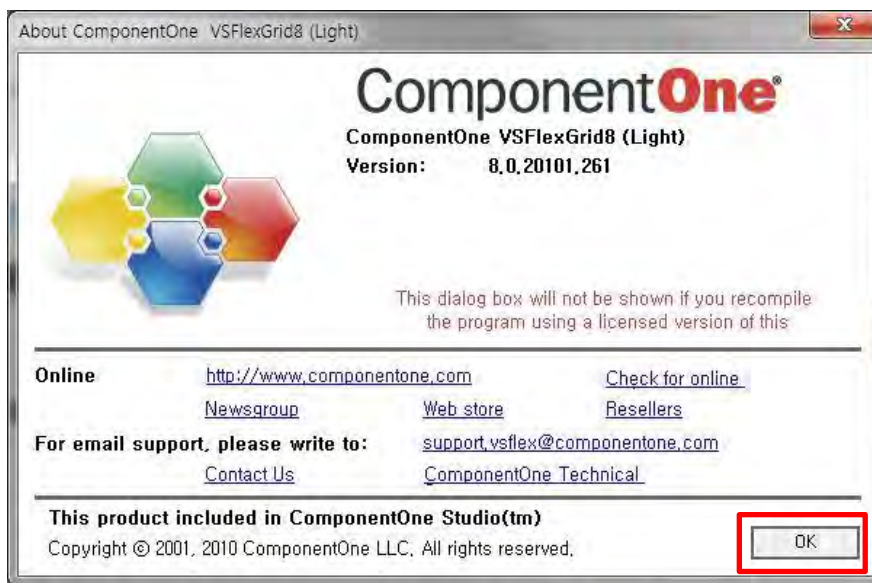 About ComponentOne VSFlexGrid8 (Light)
ComponentOne®
ComponentOne VSFlexGrid8 (Light)
Version: 8,0,20101,261
This dialog box will not be shown if you recompile
the program using a licensed version of this
Online http://www,componentone,com Check for online
Newsgroup Web store Resellers
For email support, please write to: support,vsflex@componentone,com
Contact Us ComponentOne Technical
This product included in ComponentOne Studio(tm)
Copyright © 2001, 2010 ComponentOne LLC, All rights reserved,
OK